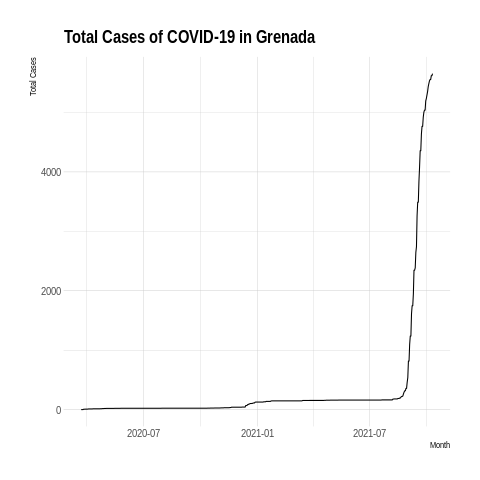 Total Cases of COVID-19 in Grenada
Total Cases
4000
2000
0
2020-07
2021-01
2021-07
Month